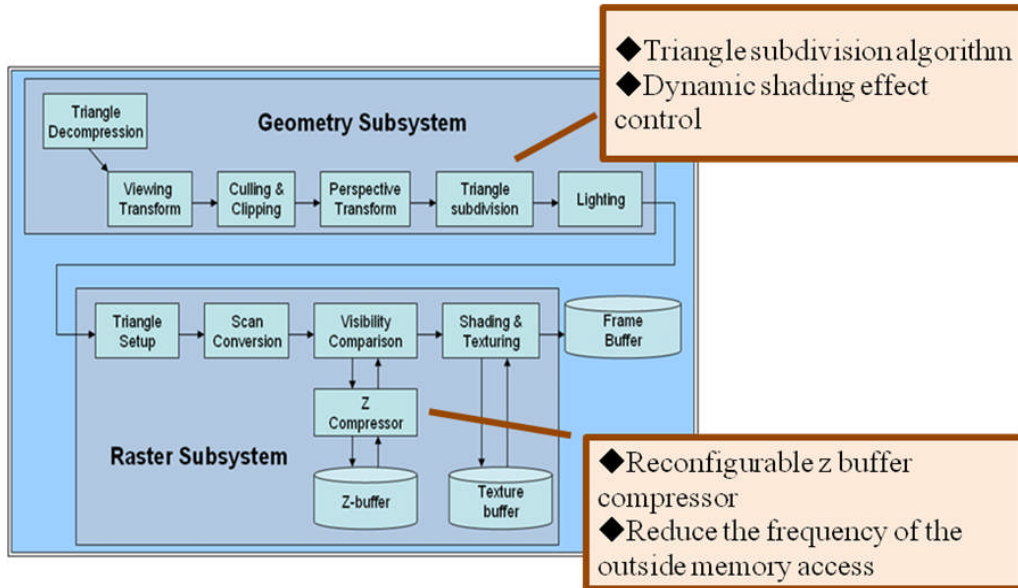 ◆Triangle subdivision algorithm
◆Dynamic shading effect
control
Geometry Subsystem
Triangle
Decompression
Viewing
Transform
Culling &
Clipping
Perspective
Transform
Triangle
subdivision
Lighting
Triangle
Setup
Scan
Conversion
Visibility
Comparison
Shading &
Texturing
Frame
Buffer
Z
Compressor
Raster Subsystem
Z-buffer
Texture
buffer
◆Reconfigurable z buffer
compressor
◆Reduce the frequency of the
outside memory access